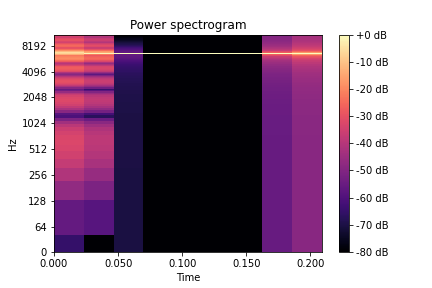 Power spectrogram
8192
4096
2048
1024
512
256
128
64
0
Hz
0.000 0.050 0.100 0.150 0.200
Time
+0 dB
-10 dB
-20 dB
-30 dB
-40 dB
-50 dB
-60 dB
-70 dB
-80 dB